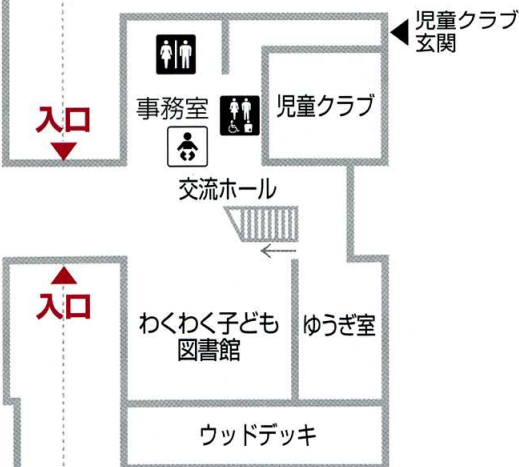 児童クラブ
玄関
事務室
児童クラブ
入口
交流ホール
入口
わくわく子ども
図書館
ゆうぎ室
ウッドデッキ